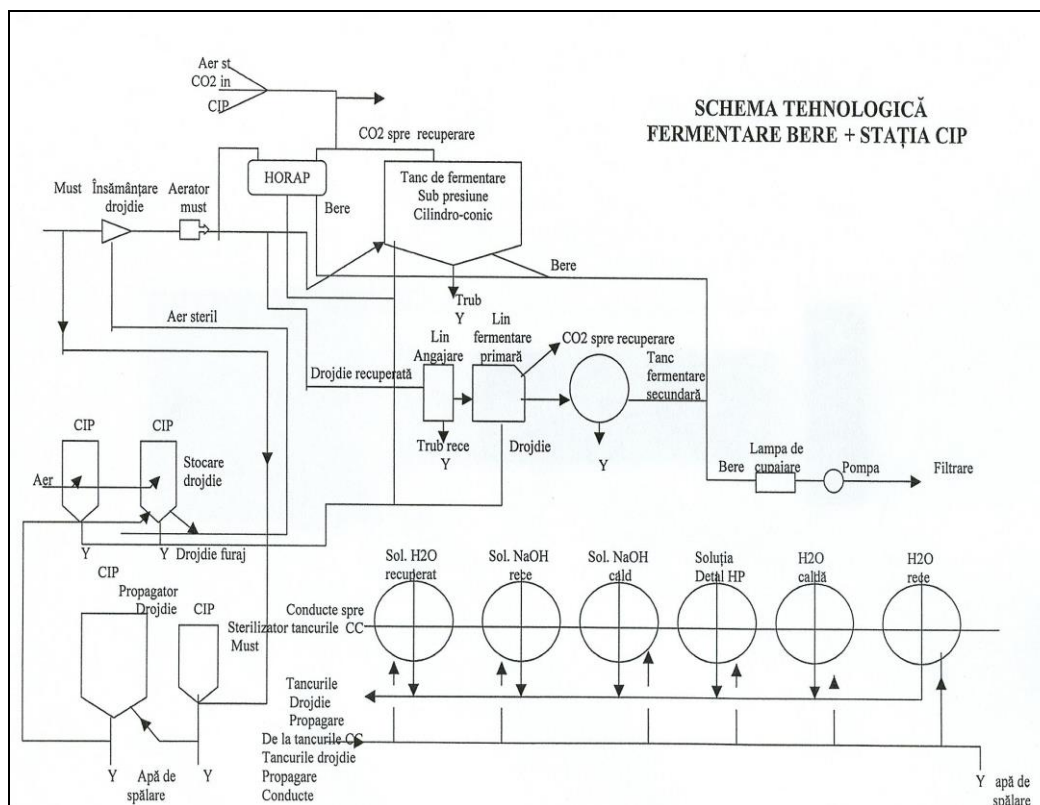 SCHEMA TEHNOLOGICĂ
FERMENTARE BERE + STAȚIA CIP
Aer st
CO2 in
CIP
CO2 spre recuperare
HORAP
Tanc de fermentare
Sub presiune
Cilindro-conic
Must
Însămânțare
drojdie
Aerator
must
Bere
Bere
Trub
Y
Aer steril
Lin
Angajare
Lin
fermentare
primară
CO2 spre recuperare
Tanc
fermentare
secundară
Drojdie recuperată
Trub rece
Y
Drojdie
Y
CIP
CIP
Stocare
drojdie
Aer
Bere
Lampa de
cupajare
Pompa
Filtrare
Y
Y
Drojdie furaj
CIP
Propagator
Drojdie
CIP
Sol. H2O
recuperat
Sol. NaOH
rece
Sol. NaOH
cald
Soluția
Detal HP
H2O
caldă
H2O
rece
Conducte spre
Sterilizator tancurile CC
Must
Tancurile
Drojdie
Propagare
De la tancurile CC
Tancurile drojdie
Propagare
Conducte
Y
Apă de
spălare
Y
Y
apă de
spălare